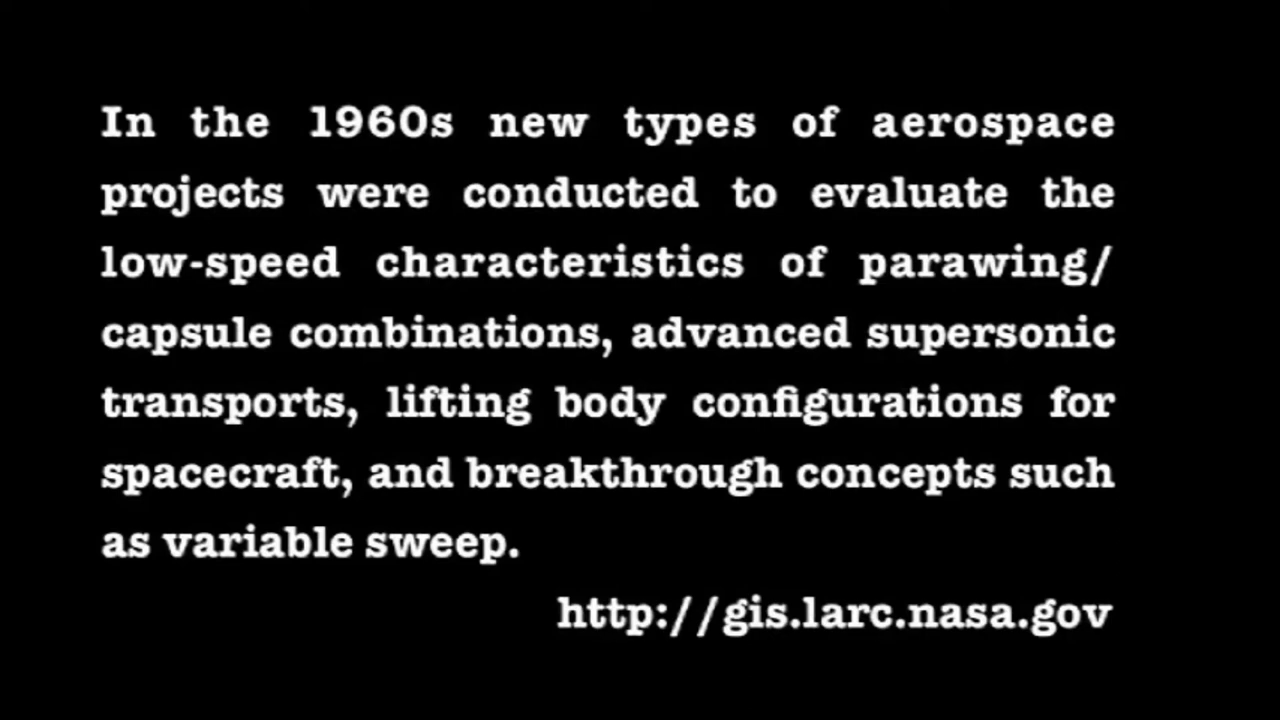 In the 1960s new types of aerospace
projects were conducted to evaluate the
low-speed characteristics of parawing/
capsule combinations, advanced supersonic
transports, lifting body configurations for
spacecraft, and breakthrough concepts such
as variable sweep.
http://gis.larc.nasa.gov